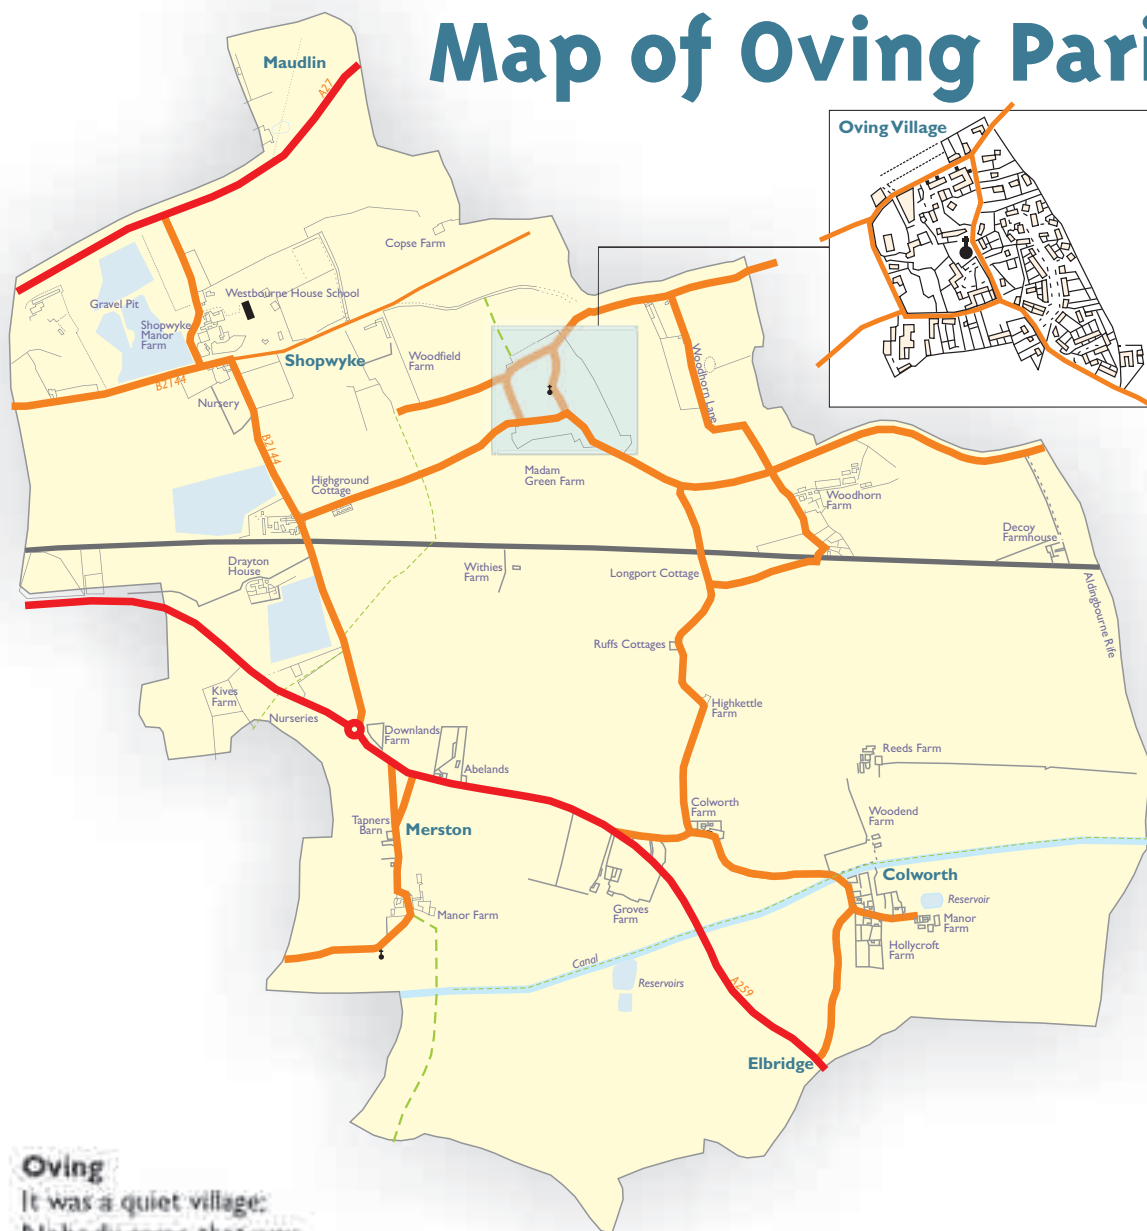 Map of Oving Pari
Maudlin
A27
Oving Village
Copse Farm
Westbourne House School
Gravel Pit
Shopwyke
Manor
Farm
Shopwyke
Woodfield
Farm
B2144
Nursery
Woodhorn Lane
B2144
Highground
Cottage
Madam
Green Farm
Woodhorn
Farm
Decoy
Farmhouse
Drayton
House
Withies
Farm
Longport Cottage
Aldingbourne Rife
Ruffs Cottages
Kives
Farm
Nurseries
Highkettle
Farm
Downlands
Farm
Abelands
Reeds Farm
Colworth
Farm
Woodend
Farm
Tapners
Barn
Merston
Colworth
Reservoir
Manor Farm
Groves
Farm
Manor
Farm
Hollycroft
Farm
Canal
Reservoirs
A259
Elbridge
Oving
It was a quiet village;